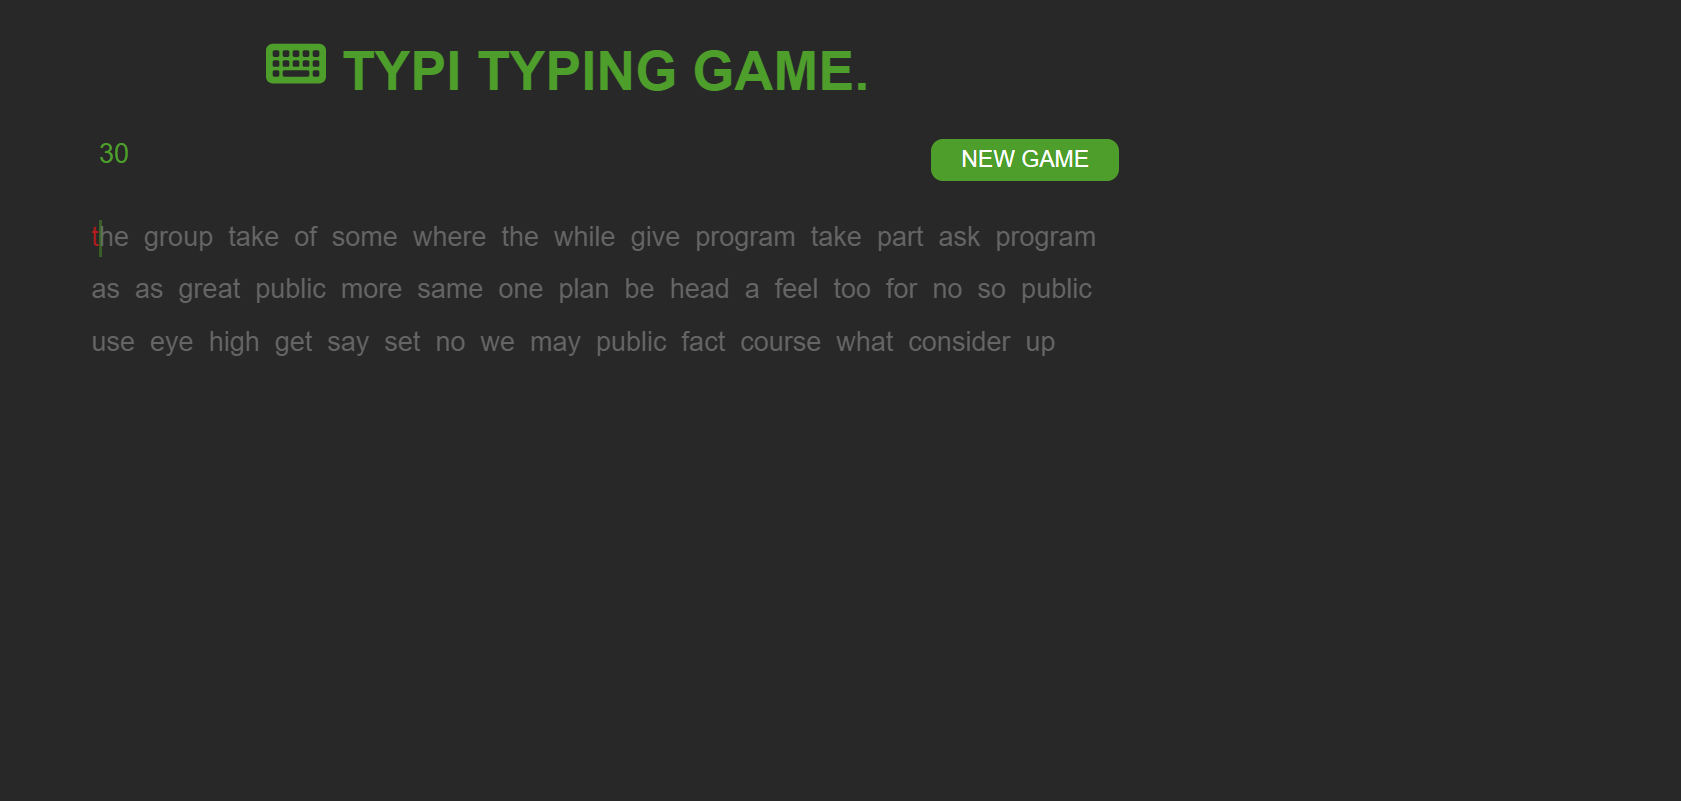 TYPI TYPING GAME.
30
NEW GAME
the group take of some where the while give program take part ask program
as as great public more same one plan be head a feel too for no so public
use eye high get say set no we may public fact course what consider up